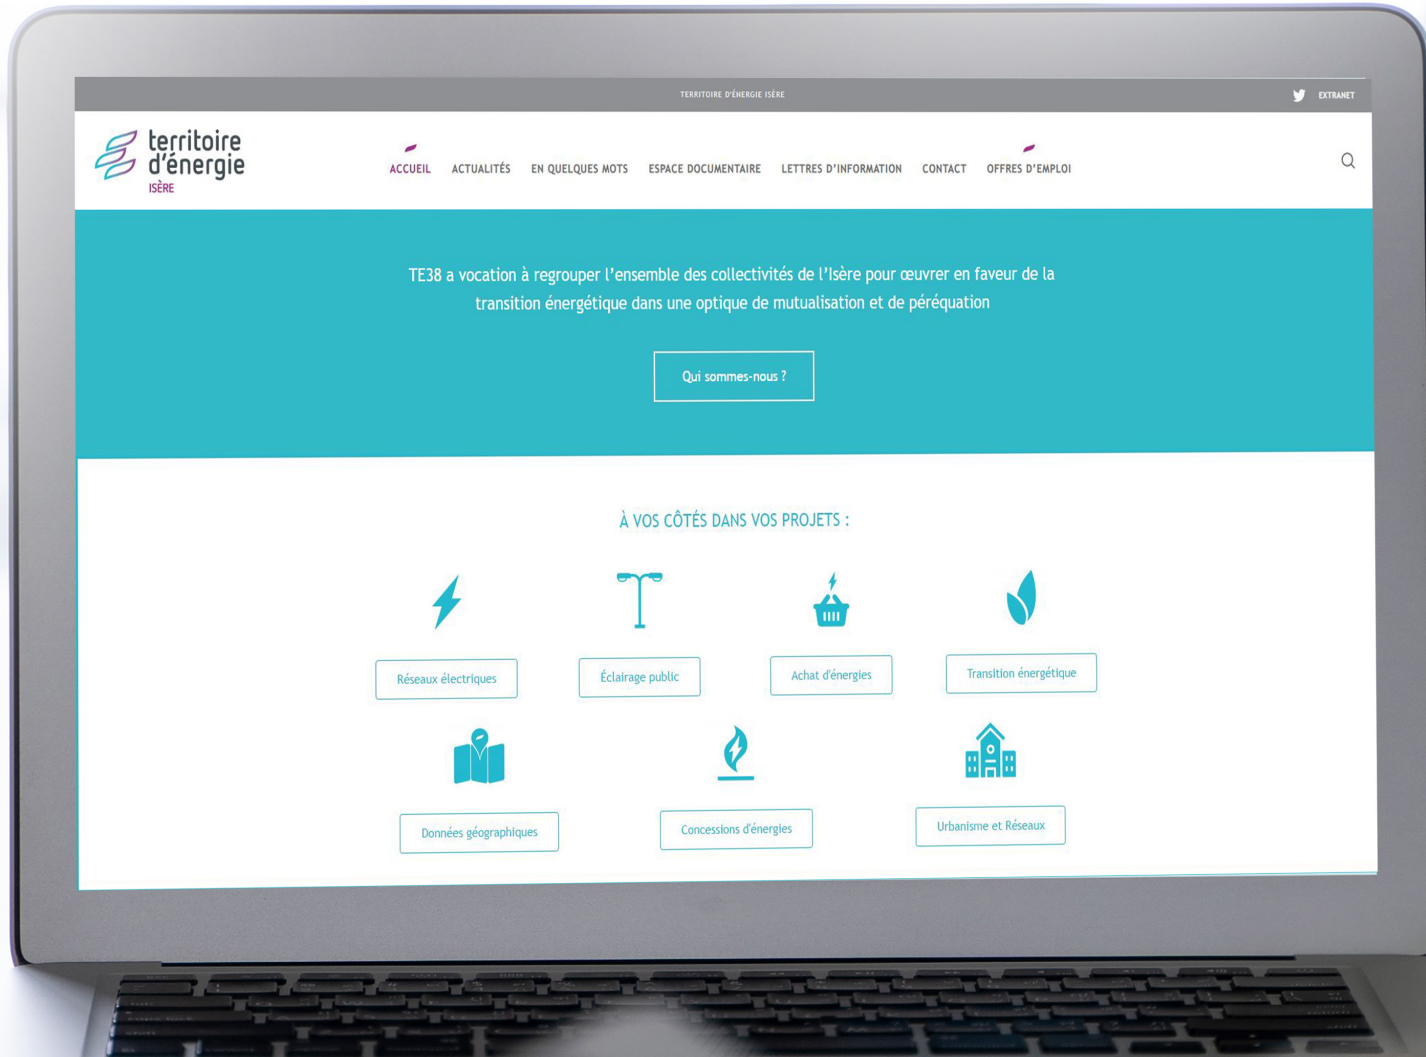 TERRITOIRE D'ÉNERGIE ISÈRE
EXTRANET
territoire
d'énergie
ISÈRE
ACCUEIL ACTUALITÉS EN QUELQUES MOTS ESPACE DOCUMENTAIRE LETTRES D'INFORMATION CONTACT OFFRES D'EMPLOI
TE38 a vocation à regrouper l'ensemble des collectivités de l'Isère pour œuvrer en faveur de la
transition énergétique dans une optique de mutualisation et de péréquation
Qui sommes-nous ?
À VOS CÔTÉS DANS VOS PROJETS :
Réseaux électriques
Éclairage public
Achat d'énergies
Transition énergétique
Données géographiques
Concessions d'énergies
Urbanisme et Réseaux